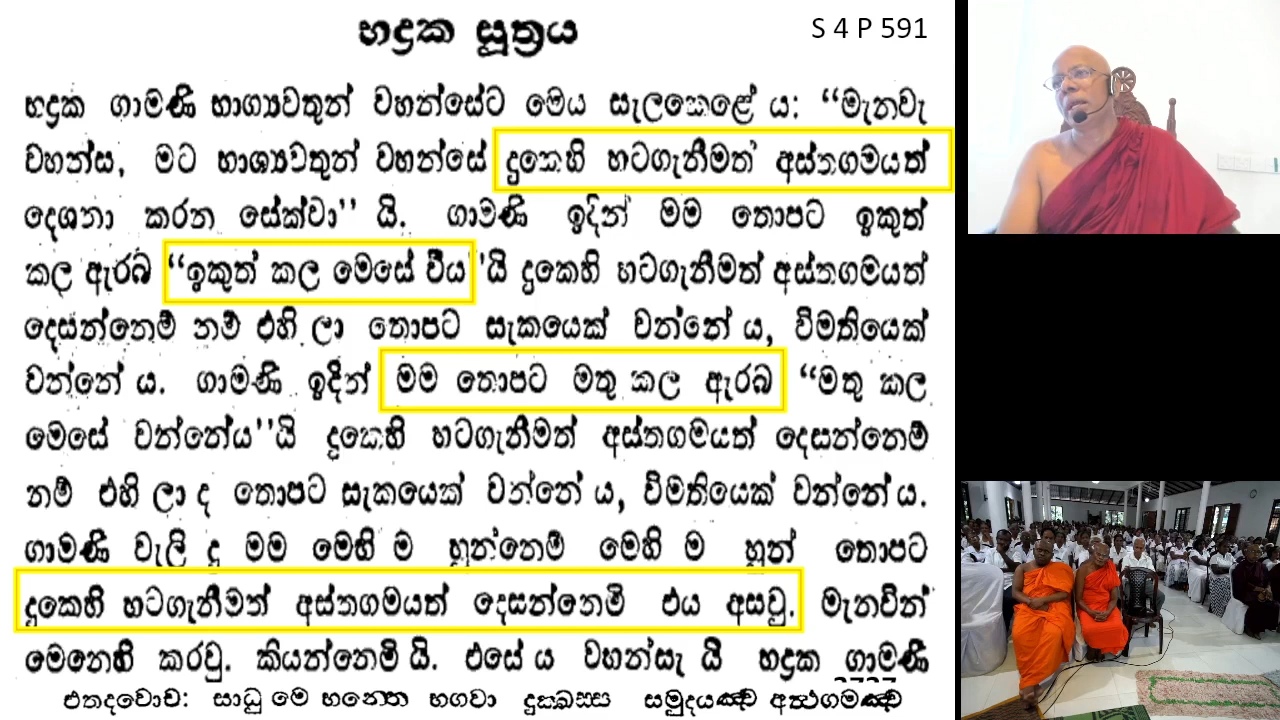 භද්‍රක සූත්‍රය
S 4 P 591
භද්‍රක ගාමණි භාග්‍යවතුන් වහන්සේට මෙය සැලකෙළේ ය: “මැනවැ
වහන්ස, මට භාග්‍යවතුන් වහන්සේ දුකෙහි හටගැනීමත් අස්තගමයත්
දෙශනා කරන සේක්වා” යි. ගාමණි ඉදින් මම තොපට ඉකුත්
කල ඇරබ “ඉකුත් කල මෙසේ විය”යි දුකෙහි හටගැනීමත් අස්තගමයත්
දෙසන්නෙම් නම් එහි ලා තොපට සැකයෙක් වන්නේ ය, විමතියෙක්
වන්නේ ය. ගාමණි ඉදින් මම තොපට මතු කල ඇරබ “මතු කල
මෙසේ වන්නේය”යි දුකෙහි හටගැනීමත් අස්තගමයත් දෙසන්නෙම්
නම් එහි ලා ද තොපට සැකයෙක් වන්නේ ය, විමතියෙක් වන්නේ ය.
ගාමණි වැලි දු මම මෙහි ම හුන්නෙම් මෙහි ම හුන් තොපට
දුකෙහි හටගැනීමත් අස්තගමයත් දෙසන්නෙමි එය අසවු. මැනවින්
මෙනෙහි කරවු. කියන්නෙමි යි. එසේ ය වහන්සැ යි භද්‍රක ගාමණි
එතදවොච: සාධු මෙ භන්තෙ භගවා දුක්ඛස්ස සමුදයඤ්ච අත්ථගමඤ්ච